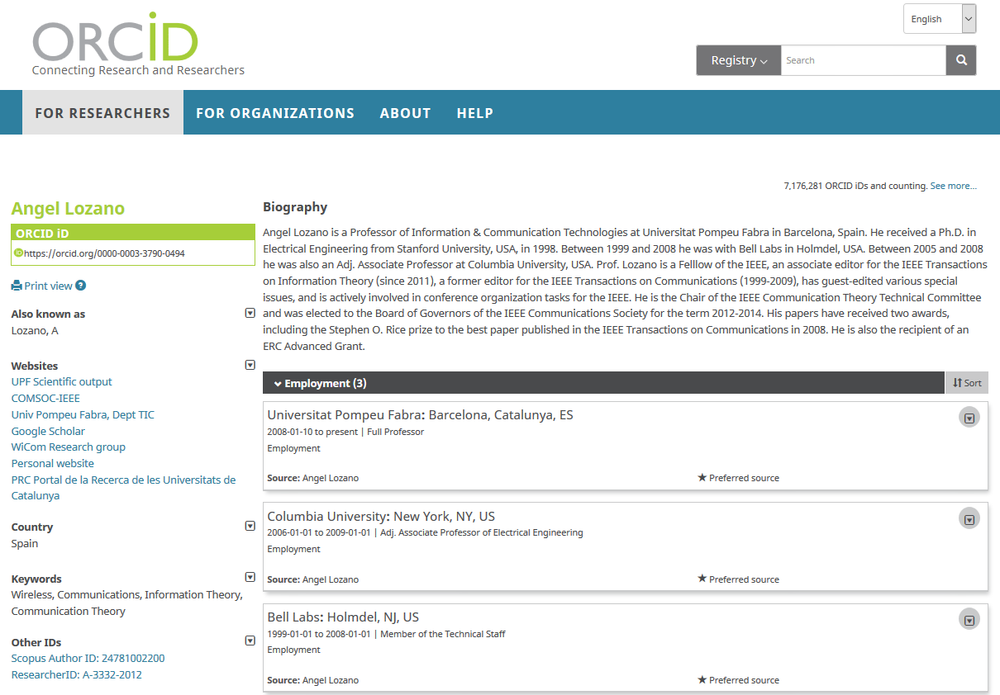 English
ORCID
Connecting Research and Researchers
Registry
Search
FOR RESEARCHERS
FOR ORGANIZATIONS
ABOUT
HELP
7,176,281 ORCID iDs and counting. See more...
Angel Lozano
ORCID iD
iD https://orcid.org/0000-0003-3790-0494
Print view ?
Also known as
Lozano, A
Websites
UPF Scientific output
COMSOC-IEEE
Univ Pompeu Fabra, Dept TIC
Google Scholar
WiCom Research group
Personal website
PRC Portal de la Recerca de les Universitats de
Catalunya
Country
Spain
Keywords
Wireless, Communications, Information Theory,
Communication Theory
Other IDs
Scopus Author ID: 24781002200
ResearcherID: A-3332-2012
Biography
Angel Lozano is a Professor of Information & Communication Technologies at Universitat Pompeu Fabra in Barcelona, Spain. He received a Ph.D. in
Electrical Engineering from Stanford University, USA, in 1998. Between 1999 and 2008 he was with Bell Labs in Holmdel, USA. Between 2005 and 2008
he was also an Adj. Associate Professor at Columbia University, USA. Prof. Lozano is a Felllow of the IEEE, an associate editor for the IEEE Transactions
on Information Theory (since 2011), a former editor for the IEEE Transactions on Communications (1999-2009), has guest-edited various special
issues, and is actively involved in conference organization tasks for the IEEE. He is the Chair of the IEEE Communication Theory Technical Committee
and was elected to the Board of Governors of the IEEE Communications Society for the term 2012-2014. His papers have received two awards,
including the Stephen O. Rice prize to the best paper published in the IEEE Transactions on Communications in 2008. He is also the recipient of an
ERC Advanced Grant.
Employment (3)
Sort
Universitat Pompeu Fabra: Barcelona, Catalunya, ES
2008-01-10 to present | Full Professor
Employment
Source: Angel Lozano
★ Preferred source
Columbia University: New York, NY, US
2006-01-01 to 2009-01-01 | Adj. Associate Professor of Electrical Engineering
Employment
Source: Angel Lozano
★ Preferred source
Bell Labs: Holmdel, NJ, US
1999-01-01 to 2008-01-01 | Member of the Technical Staff
Employment
Source: Angel Lozano
★ Preferred source